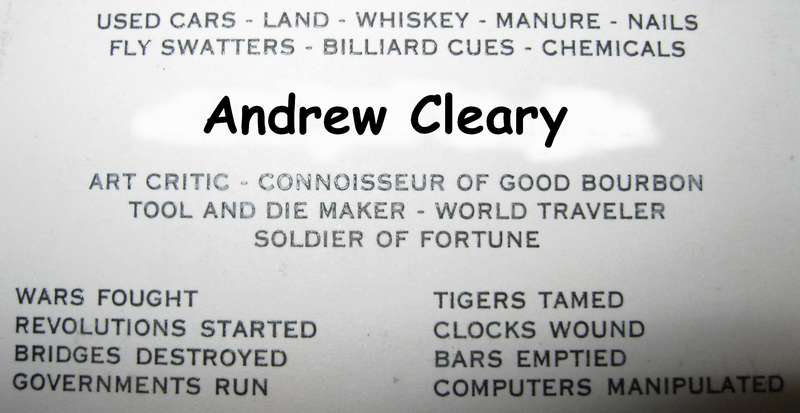 USED CARS - LAND - WHISKEY - MANURE - NAILS
FLY SWATTERS - BILLIARD CUES - CHEMICALS
Andrew Cleary
ART CRITIC - CONNOISSEUR OF GOOD BOURBON
TOOL AND DIE MAKER - WORLD TRAVELER
SOLDIER OF FORTUNE
WARS FOUGHT
REVOLUTIONS STARTED
BRIDGES DESTROYED
GOVERNMENTS RUN
TIGERS TAMED
CLOCKS WOUND
BARS EMPTIED
COMPUTERS MANIPULATED